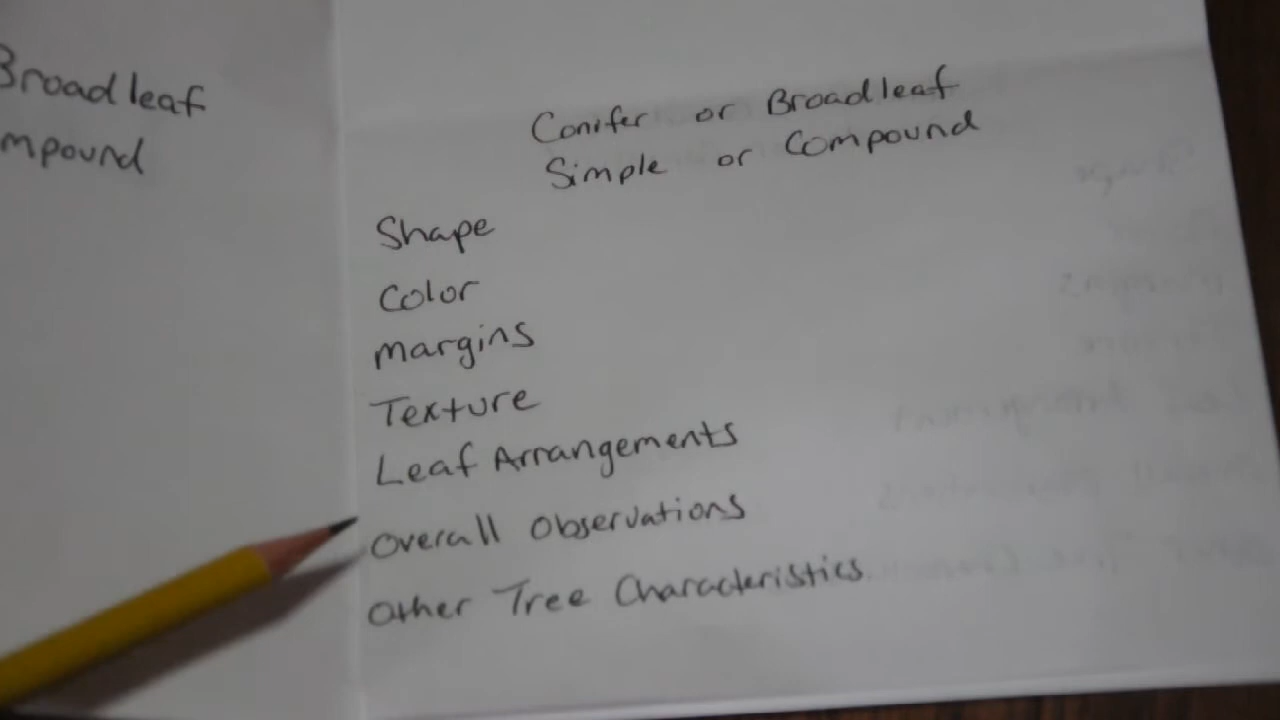 Broadleaf
mpound
Conifer or Broadleaf
Simple or Compound
Shape
Color
Margins
Texture
Leaf Arrangements
Overall Observations
Other Tree Characteristics